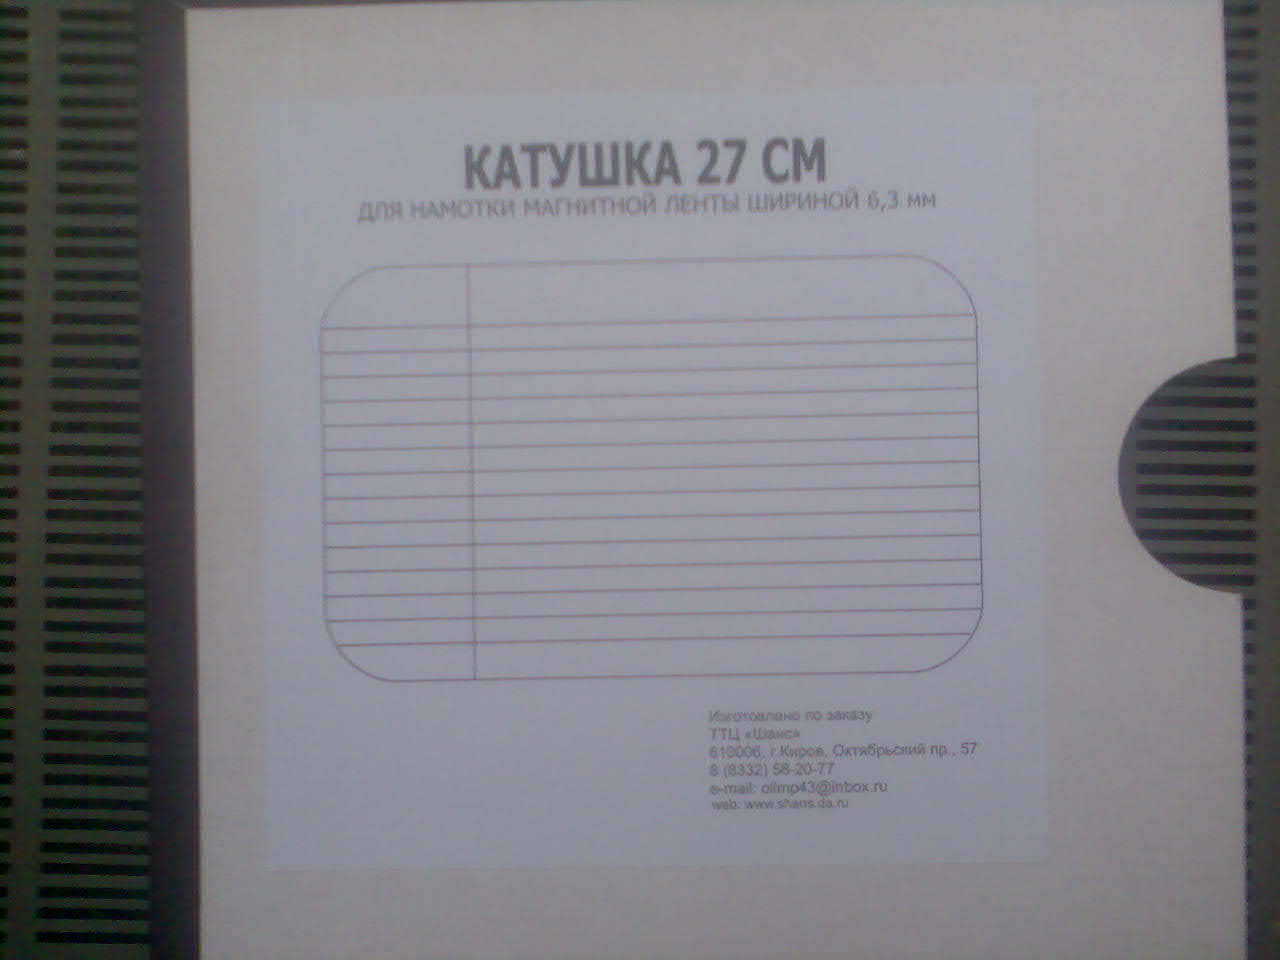 КАТУШКА 27 СМ
ДЛЯ НАМОТКИ МАГНИТНОЙ ЛЕНТЫ ШИРИНОЙ 6,3 мм
Изготовлено по заказу
ТТЦ «Шанс»
610006, г.Киров, Октябрьский пр., 57
8 (8332) 58-20-77
e-mail: olimp43@inbox.ru
web: www.shans.da.ru